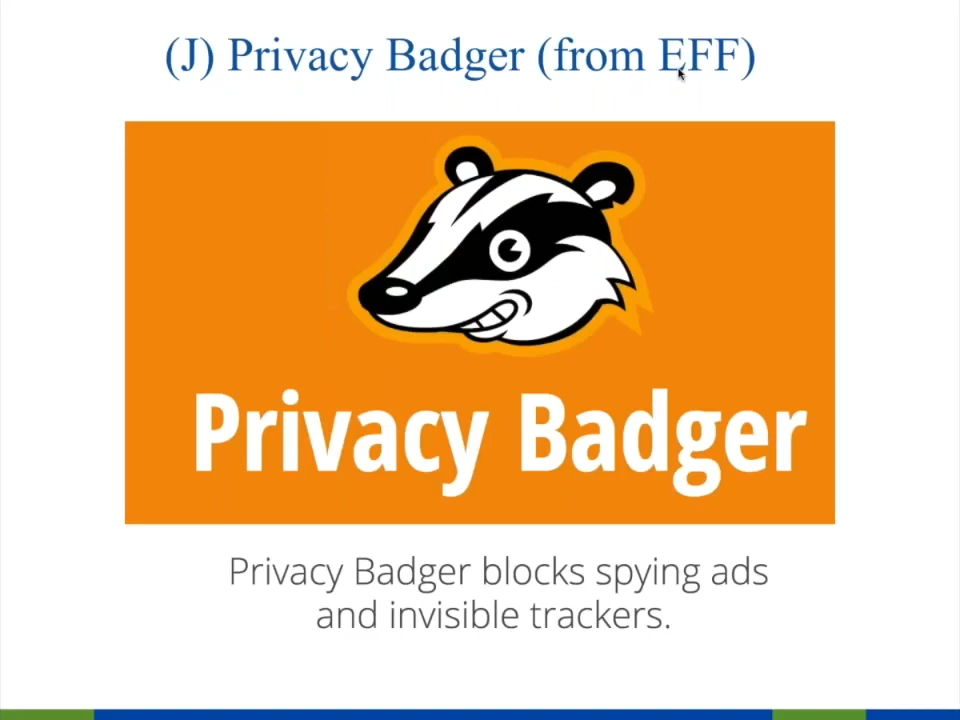 (J) Privacy Badger (from EFF)
Privacy Badger
Privacy Badger blocks spying ads
and invisible trackers.